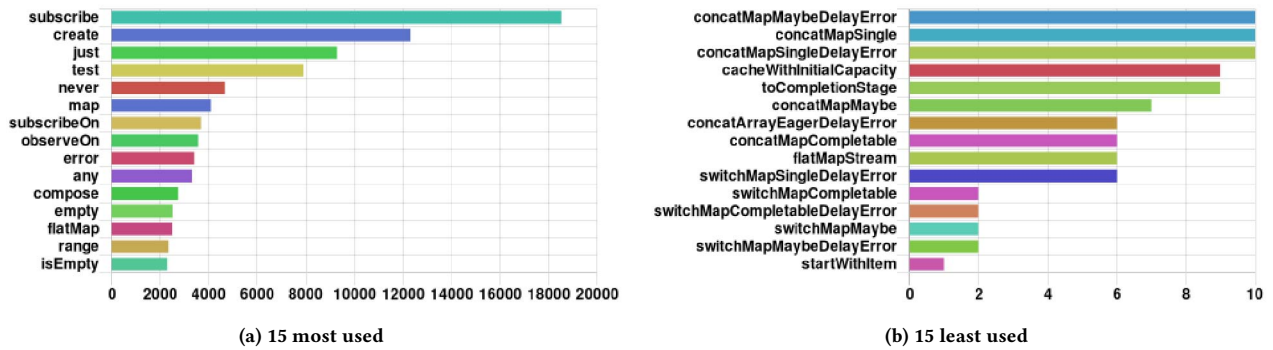 subscribe
create
just
test
never
map
subscribeOn
observeOn
error
any
compose
empty
flatMap
range
isEmpty
0 2000 4000 6000 8000 10000 12000 14000 16000 18000 20000
(a) 15 most used
concatMapMaybeDelayError
concatMapSingle
concatMapSingleDelayError
cacheWithInitialCapacity
toCompletionStage
concatMapMaybe
concatArrayEagerDelayError
concatMapCompletable
flatMapStream
switchMapSingleDelayError
switchMapCompletable
switchMapCompletableDelayError
switchMapMaybe
switchMapMaybeDelayError
startWithItem
0 2 4 6 8 10
(b) 15 least used